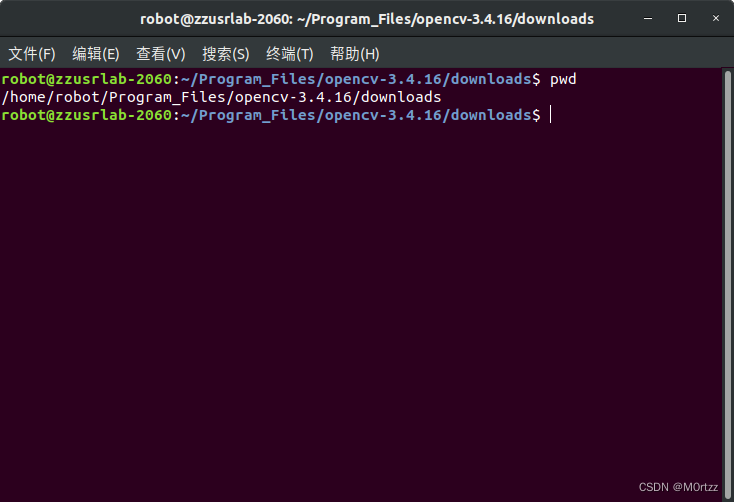 robot@zzusrlab-2060: ~/Program_Files/opencv-3.4.16/downloads
文件(F) 编辑(E) 查看(V) 搜索(S) 终端(T) 帮助(H)
robot@zzusrlab-2060:~/Program_Files/opencv-3.4.16/downloads$ pwd
/home/robot/Program_Files/opencv-3.4.16/downloads
robot@zzusrlab-2060:~/Program_Files/opencv-3.4.16/downloads$
CSDN @M0rtzz